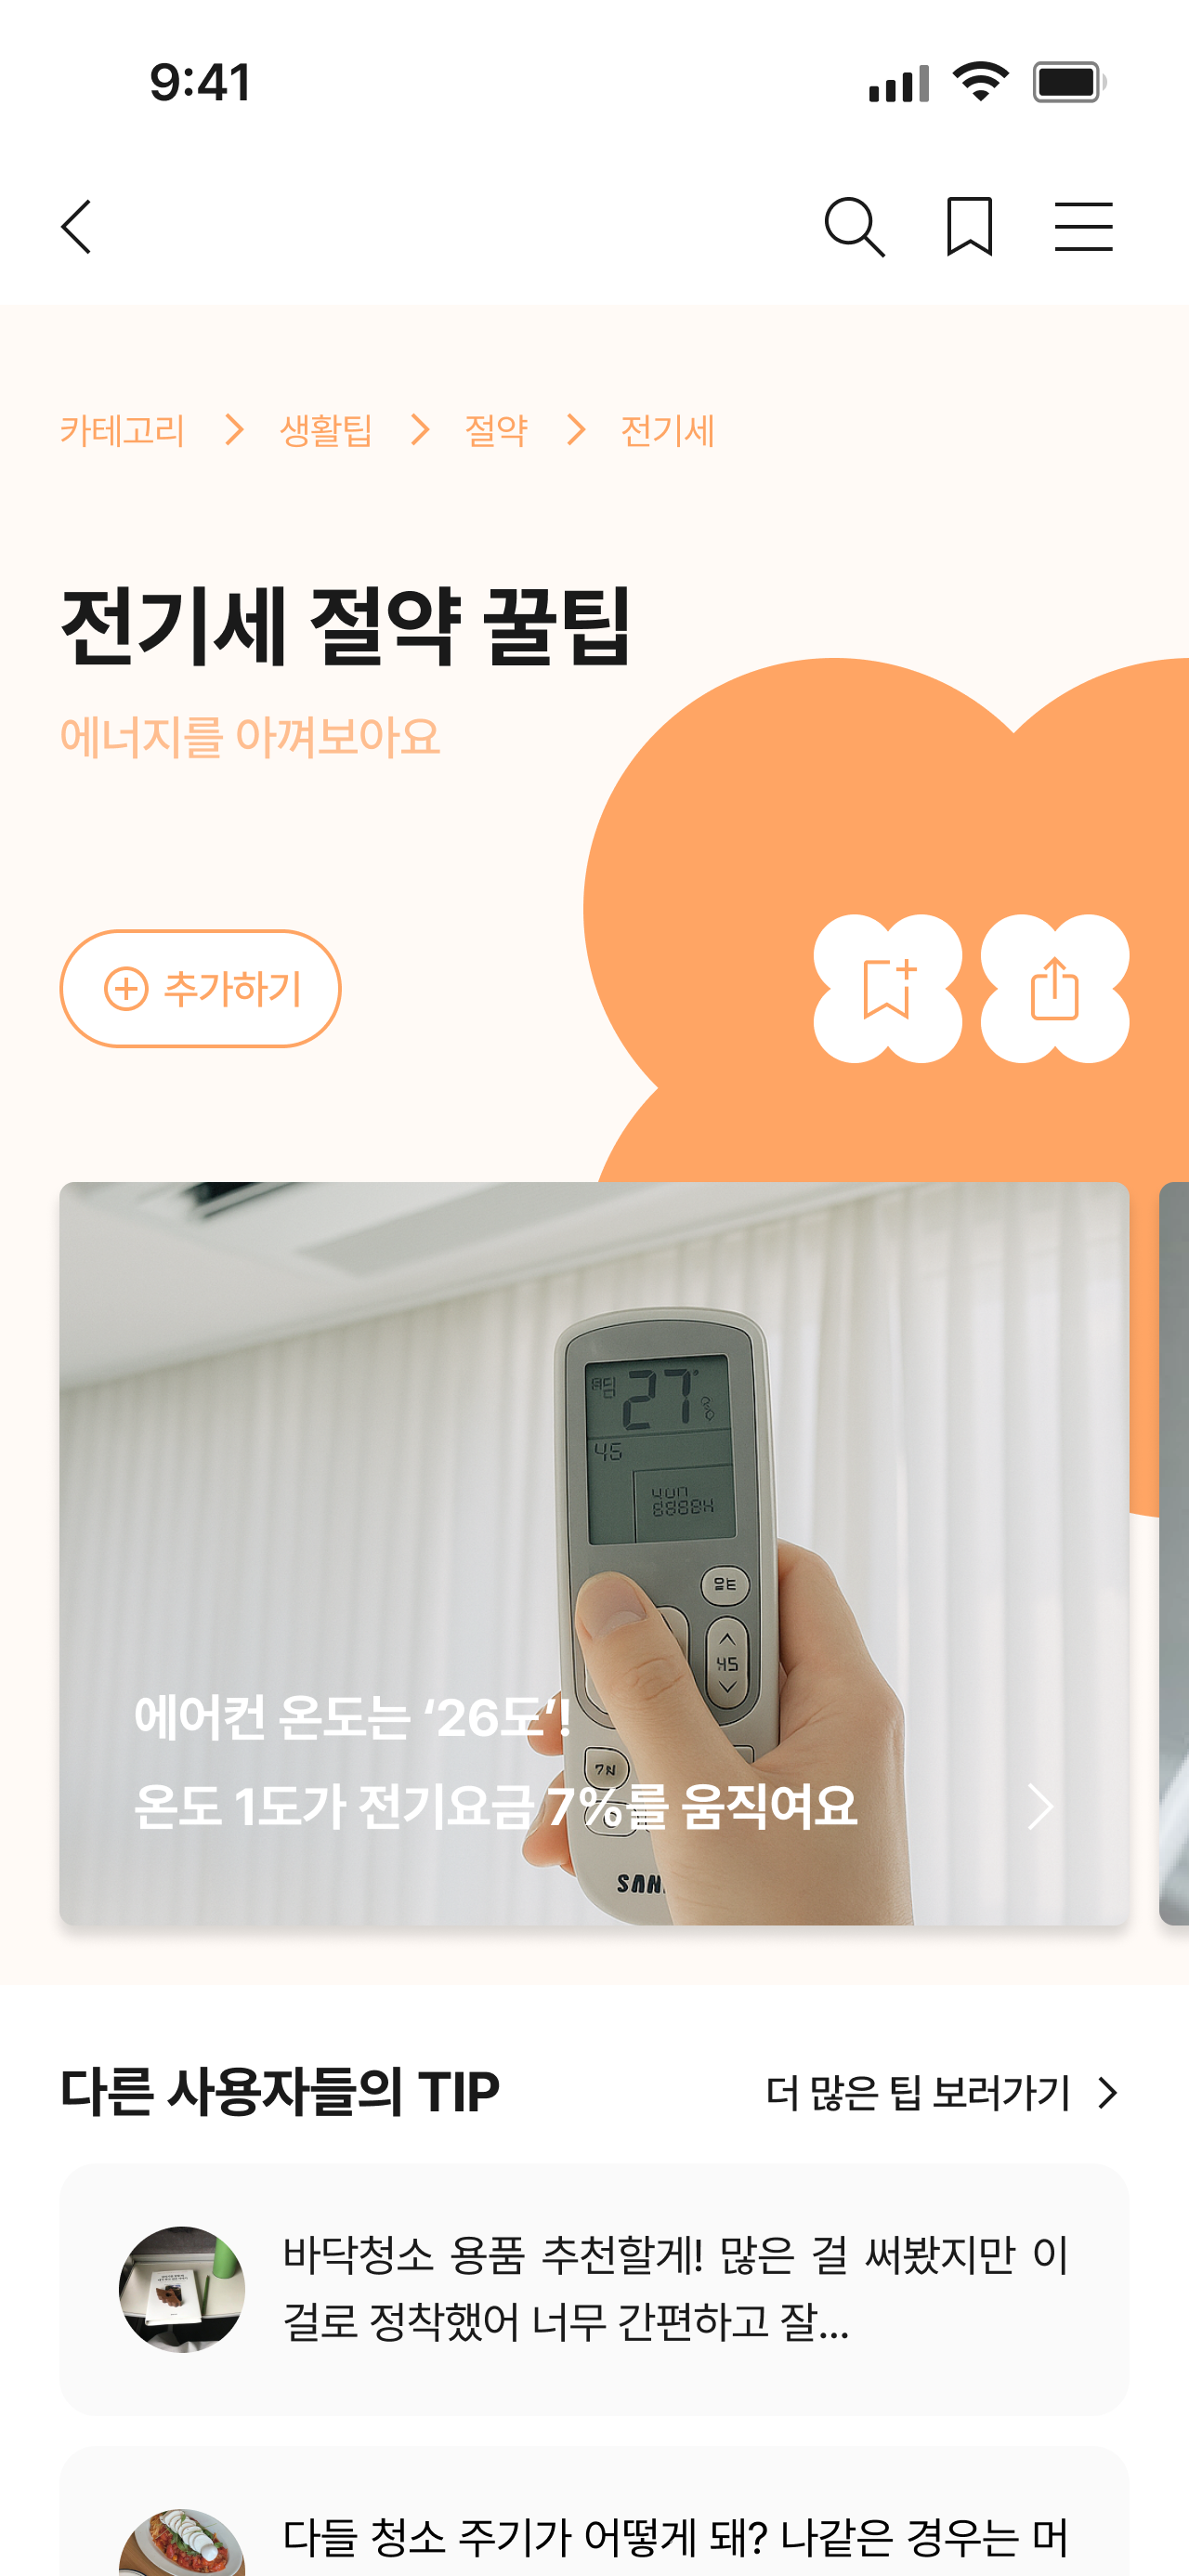 9:41
카테고리 생활팁 절약 전기세
전기세 절약 꿀팁
에너지를 아껴보아요
추가하기
27°
45
45
7N
에어컨 온도는 ‘26도’!
온도 1도가 전기요금 7%를 움직여요
다른 사용자들의 TIP
더 많은 팁 보러가기
바닥청소 용품 추천할게! 많은 걸 써봤지만 이
걸로 정착했어 너무 간편하고 잘...
다들 청소 주기가 어떻게 돼? 나같은 경우는 머